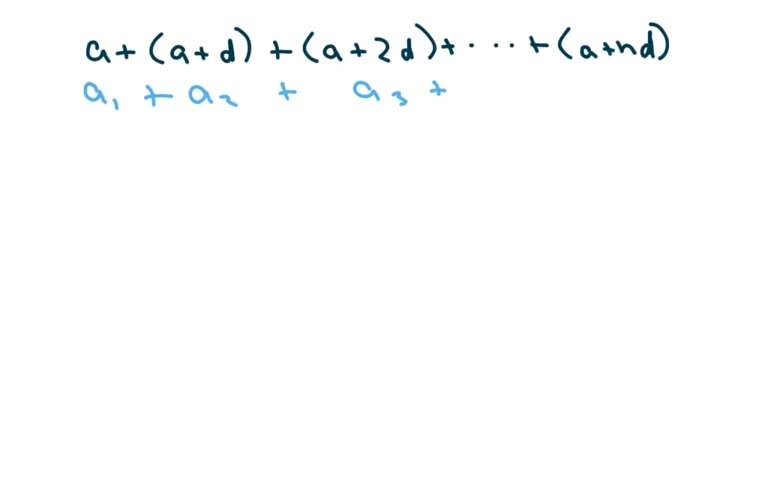 a+(a+d)+(a+2d)+···+(a+nd)
a₁ + a₂ + a₃ +